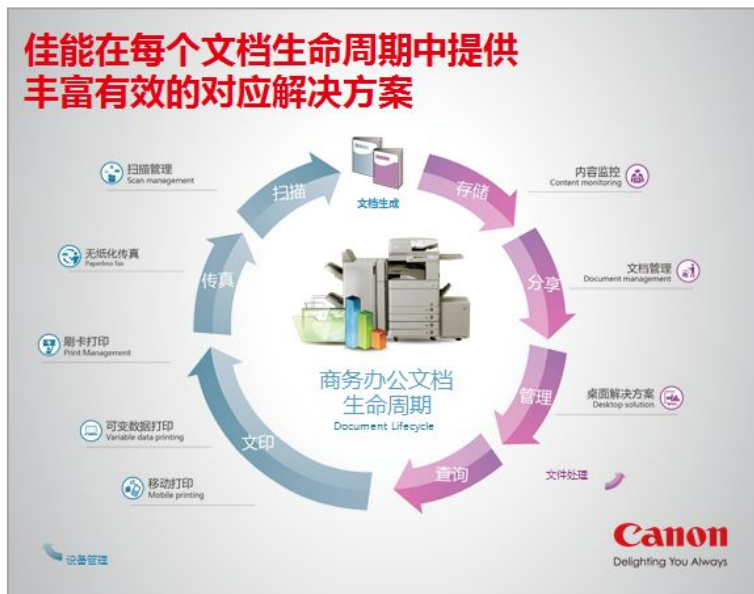 佳能在每个文档生命周期中提供
丰富有效的对应解决方案
扫描管理
Scan management
无纸化传真
Paperless fax
刷卡打印
Print Management
可变数据打印
Variable data printing
移动打印
Mobile printing
设备管理
扫描
传真
文印
文档生成
存储
分享
管理
查询
商务办公文档
生命周期
Document Lifecycle
内容监控
Content monitoring
文档管理
Document management
桌面解决方案
Desktop solution
文件处理
Canon
Delighting You Always